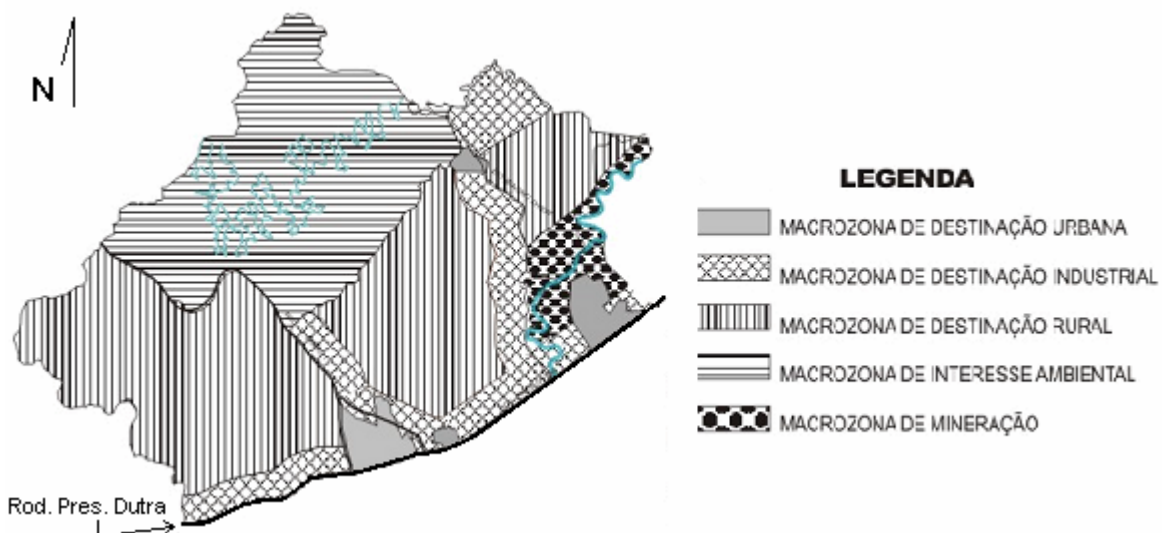 N
LEGENDA
MACROZONA DE DESTINAÇÃO URBANA
MACROZONA DE DESTINAÇÃO INDUSTRIAL
MACROZONA DE DESTINAÇÃO RURAL
MACROZONA DE INTERESSE AMBIENTAL
MACROZONA DE MINERAÇÃO
Rod. Pres. Dutra